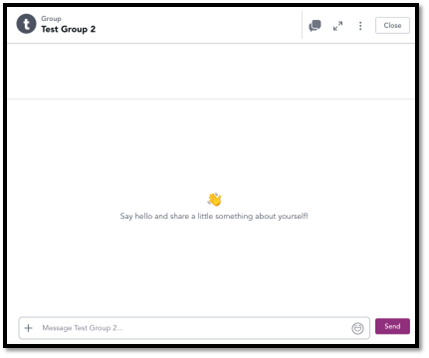 t
Group
Test Group 2
Close
Say hello and share a little something about yourself!
Message Test Group 2...
Send